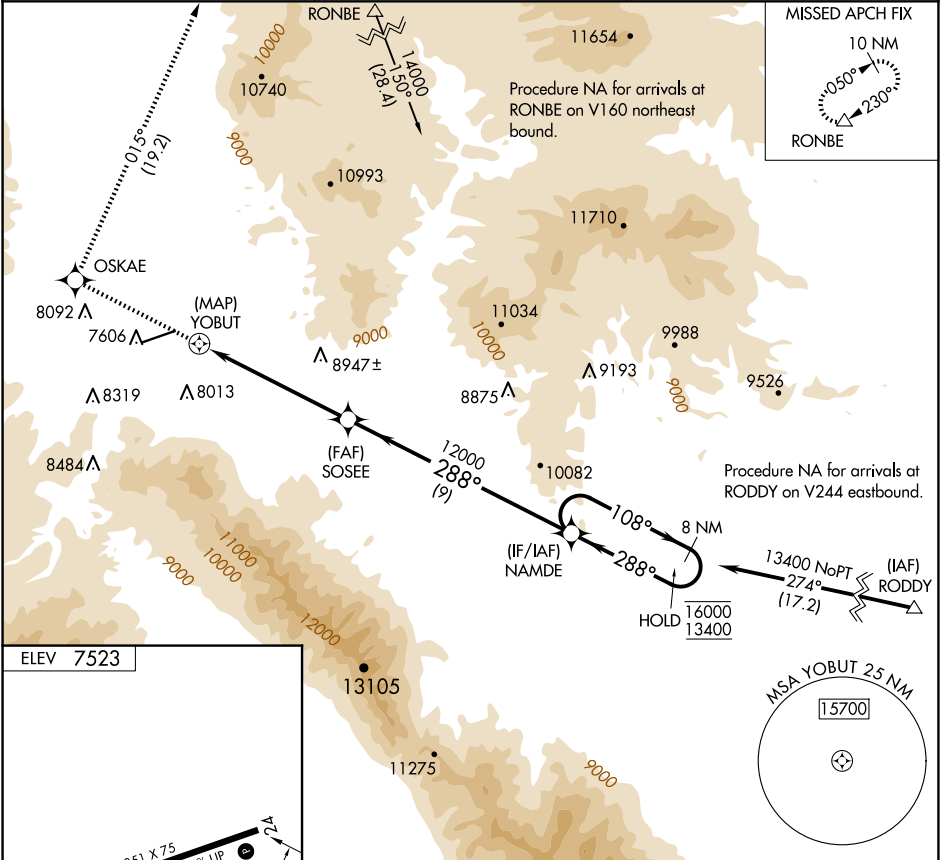 RONBE
10000
10740
9000
14000
150°
(28.4)
11654
Procedure NA for arrivals at
RONBE on V160 northeast
bound.
MISSED APCH FIX
10 NM
050°
230°
RONBE
015°
(19.2)
10993
11710
OSKAE
8092
(MAP)
YOBUT
7606
9000
8947±
11034
10000
9988
9193
9000
9526
8875
8319
8013
(FAF)
SOSEE
8484
12000
288°
(9)
10082
Procedure NA for arrivals at
RODDY on V244 eastbound.
108°
8 NM
288°
(IF/IAF)
NAMDE
HOLD
16000
13400
13400 NoPT
274°
(17.2)
(IAF)
RODDY
11000
10000
9000
12000
13105
11275
9000
ELEV 7523
MSA YOBUT 25 NM
15700
24
51 X 75
% UP
P